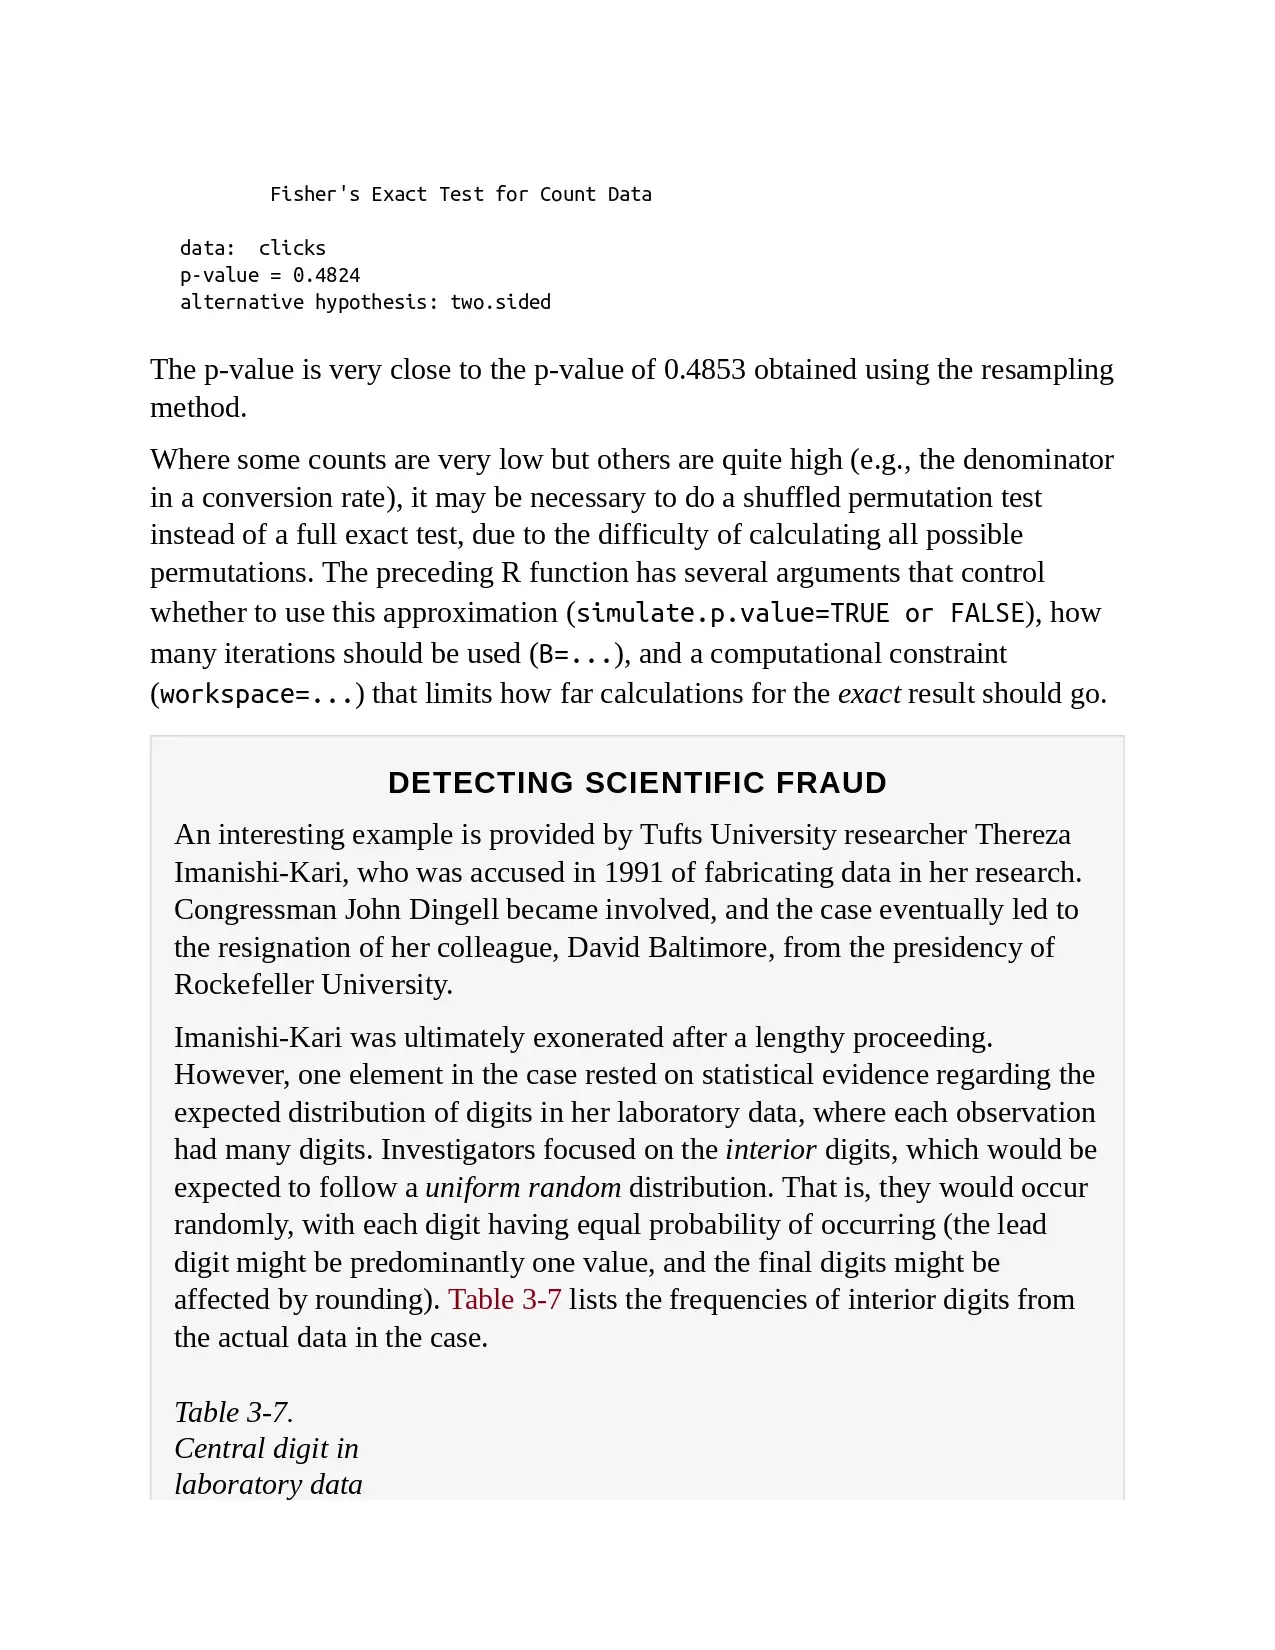 Fisher's Exact Test for Count Data
data:  clicks
p-value = 0.4824
alternative hypothesis: two.sided
The p-value is very close to the p-value of 0.4853 obtained using the resampling
method.
Where some counts are very low but others are quite high (e.g., the denominator
in a conversion rate), it may be necessary to do a shuffled permutation test
instead of a full exact test, due to the difficulty of calculating all possible
permutations. The preceding R function has several arguments that control
whether to use this approximation (simulate.p.value=TRUE or FALSE), how
many iterations should be used (B=...), and a computational constraint
(workspace=...) that limits how far calculations for the exact result should go.
DETECTING SCIENTIFIC FRAUD
An interesting example is provided by Tufts University researcher Thereza
Imanishi-Kari, who was accused in 1991 of fabricating data in her research.
Congressman John Dingell became involved, and the case eventually led to
the resignation of her colleague, David Baltimore, from the presidency of
Rockefeller University.
Imanishi-Kari was ultimately exonerated after a lengthy proceeding.
However, one element in the case rested on statistical evidence regarding the
expected distribution of digits in her laboratory data, where each observation
had many digits. Investigators focused on the interior digits, which would be
expected to follow a uniform random distribution. That is, they would occur
randomly, with each digit having equal probability of occurring (the lead
digit might be predominantly one value, and the final digits might be
affected by rounding). Table 3-7 lists the frequencies of interior digits from
the actual data in the case.
Table 3-7.
Central digit in
laboratory data